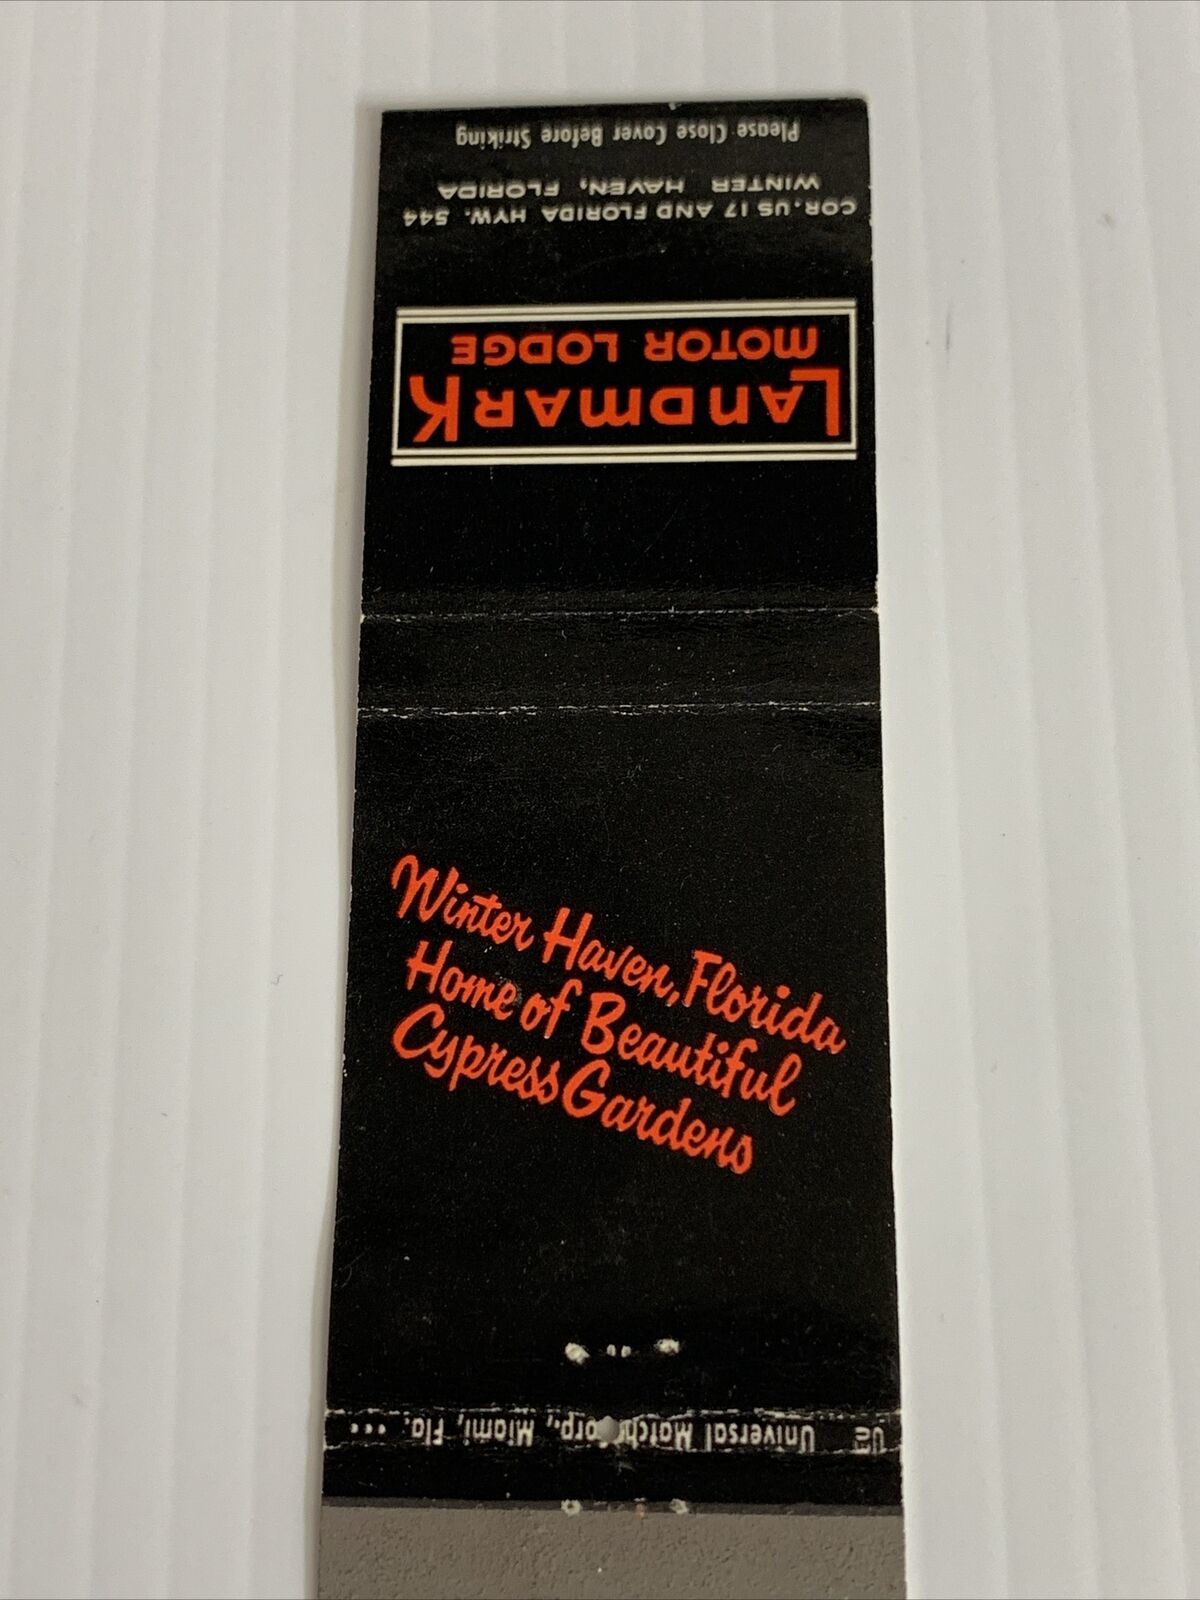 Please Close Cover Before Striking
LANDMARK
MOTOR LODGE
COR. US 17 AND FLORIDA HYW. 544
WINTER HAVEN, FLORIDA
Winter Haven, Florida
Home of Beautiful
Cypress Gardens
Universal Match Corp., Miami, Fla. ...